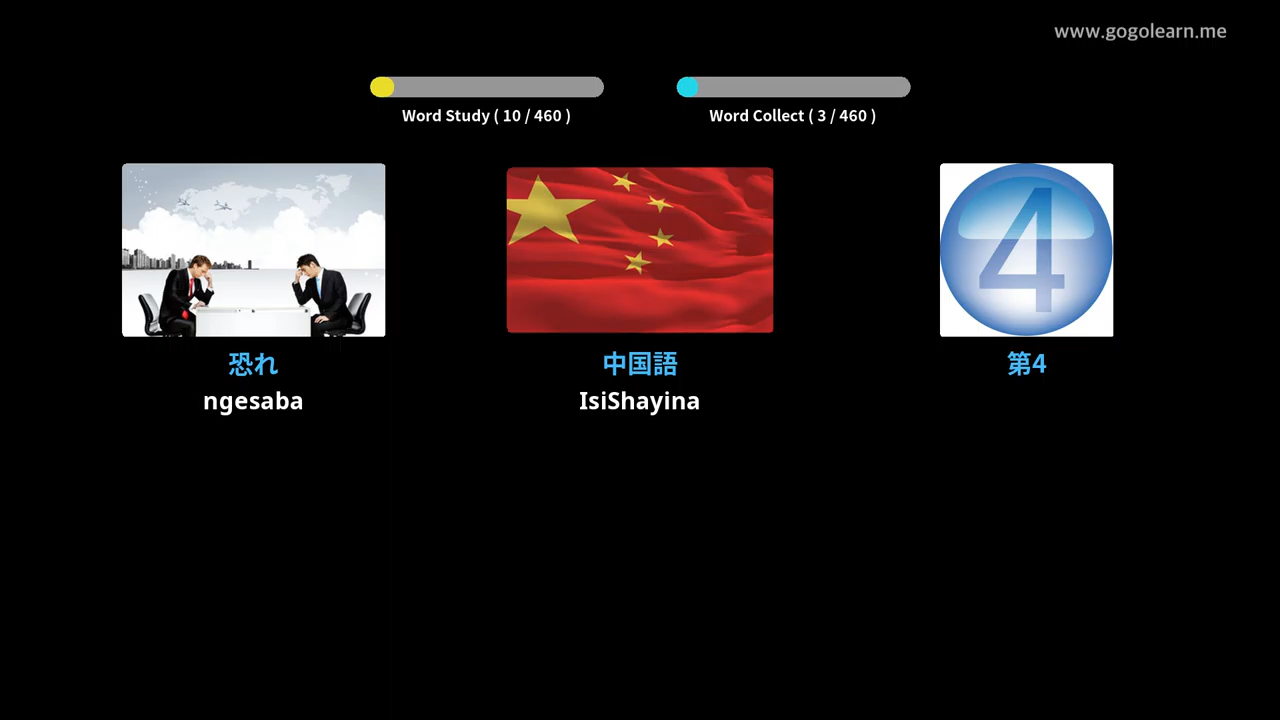 www.gogolearn.me
Word Study ( 10 / 460 )
Word Collect ( 3 / 460 )
4
恐れ
ngesaba
中国語
IsiShayina
第4